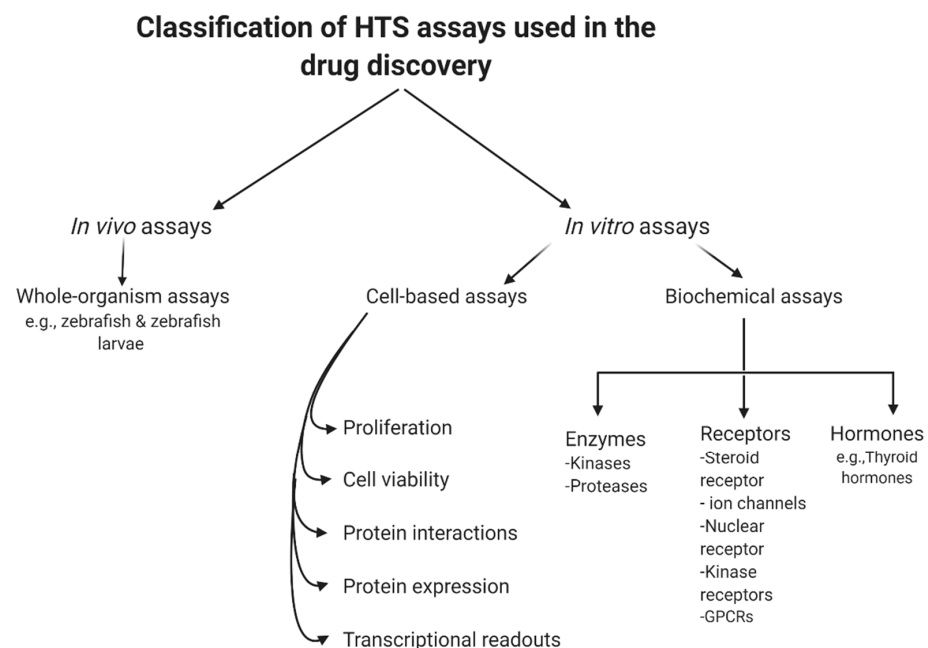 Classification of HTS assays used in the
drug discovery
In vivo assays
In vitro assays
Whole-organism assays
e.g., zebrafish & zebrafish
larvae
Cell-based assays
Biochemical assays
Proliferation
Cell viability
Protein interactions
Protein expression
Transcriptional readouts
Enzymes
-Kinases
-Proteases
Receptors
-Steroid
receptor
- ion channels
-Nuclear
receptor
-Kinase
receptors
-GPCRs
Hormones
e.g.,Thyroid
hormones